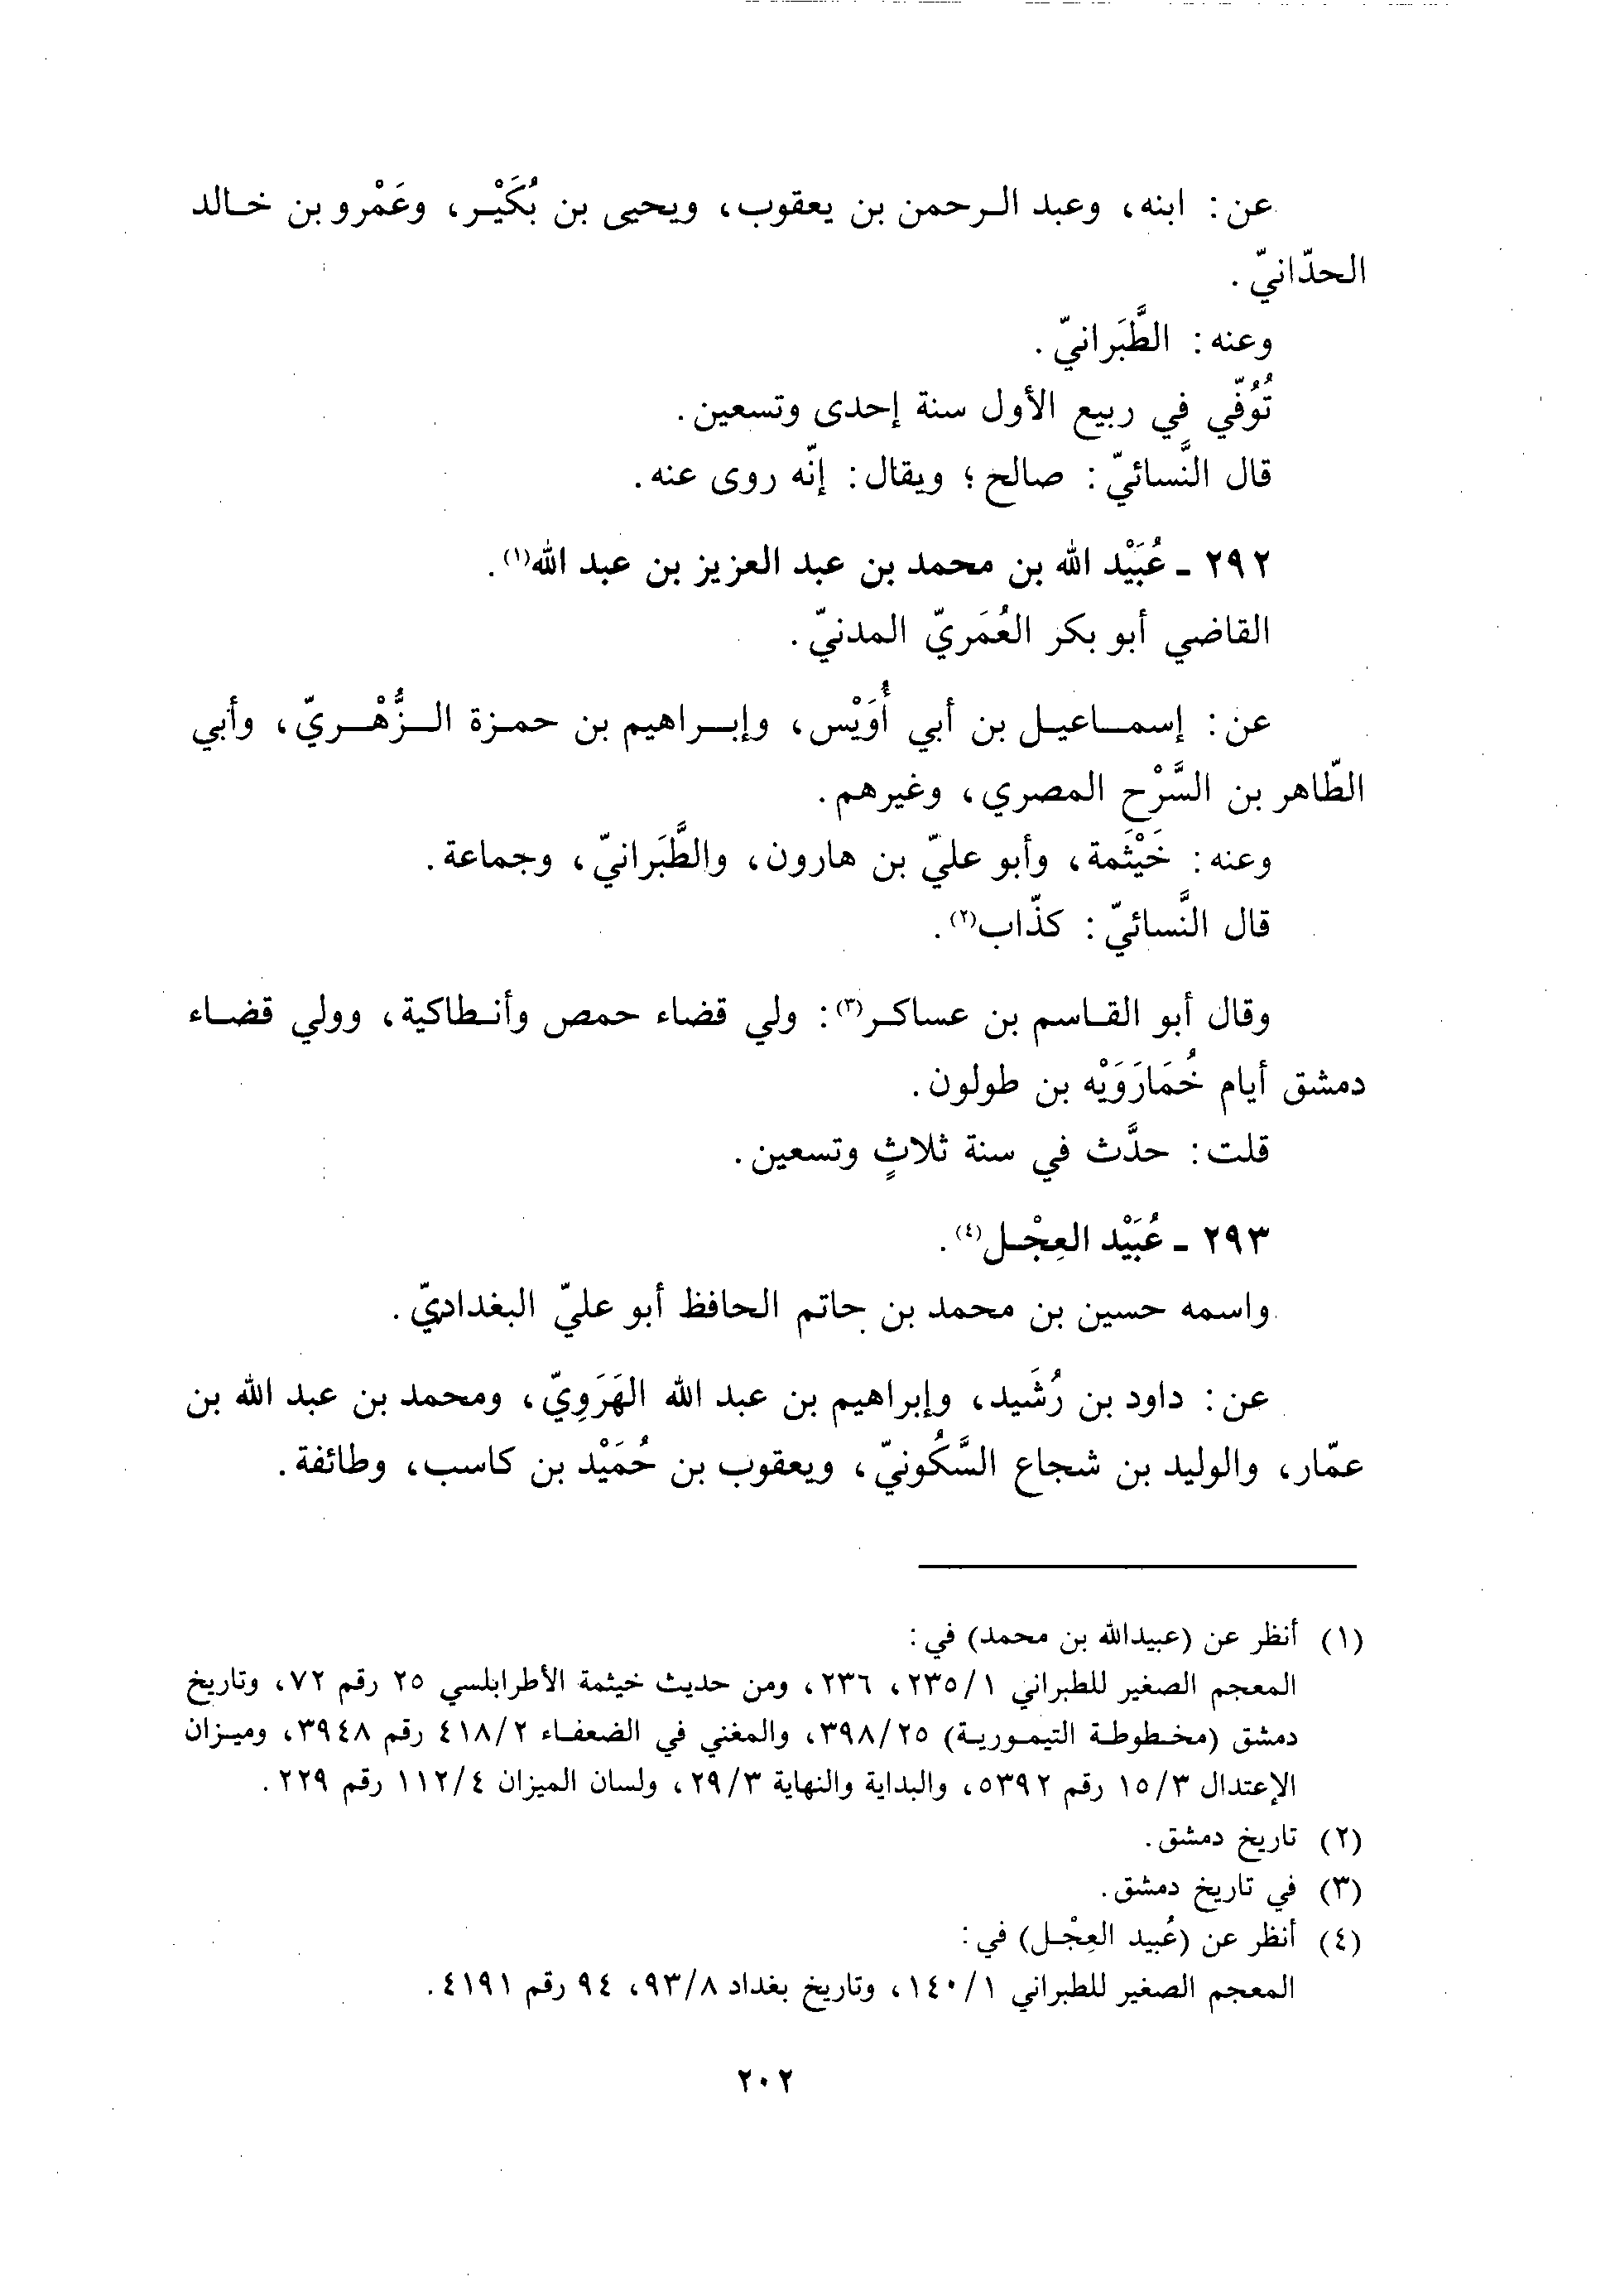 عن: ابنه، وعبد الرحمن بن يعقوب، ويحيى بن بُكَيْر، وعَمْرو بن خالد
الحدّانيّ.
وعنه: الطَّبَرانيّ.
تُوُفّي في ربيع الأول سنة إحدى وتسعين.
قال النَّسائيّ: صالح؛ ويقال: إنّه روى عنه.
٢٩٢ ـ عُبَيْد الله بن محمد بن عبد العزيز بن عبد الله(١).
القاضي أبو بكر العُمَريّ المدنيّ.
عن: إسماعيل بن أبي أُوَيْس، وإبراهيم بن حمزة الزُّهْريّ، وأبي
الطّاهر بن السَّرْح المصري، وغيرهم.
وعنه: خَيْثَمة، وأبو عليّ بن هارون، والطَّبَرانيّ، وجماعة.
قال النَّسائيّ: كذّاب(٢).
وقال أبو القاسم بن عساكر(٣): ولي قضاء حمص وأنطاكية، وولي قضاء
دمشق أيام خُمَارَوَيْه بن طولون.
قلت: حدَّث في سنة ثلاثٍ وتسعين.
٢٩٣ ـ عُبَيْد العِجْل(٤).
واسمه حسين بن محمد بن حاتم الحافظ أبو عليّ البغداديّ.
عن: داود بن رُشَيد، وإبراهيم بن عبد الله الهَرَوِيّ، ومحمد بن عبد الله بن
عمّار، والوليد بن شجاع السَّكُونيّ، ويعقوب بن حُمَيْد بن كاسب، وطائفة.
(١) أنظر عن (عبيدالله بن محمد) في:
المعجم الصغير للطبراني ٢٣٥/١، ٢٣٦، ومن حديث خيثمة الأطرابلسي ٢٥ رقم ٧٢، وتاريخ
دمشق (مخطوطة التيمورية) ٣٩٨/٢٥، والمغني في الضعفاء ٤١٨/٢ رقم ٣٩٤٨، وميزان
الإعتدال ١٥/٣ رقم ٥٣٩٢، والبداية والنهاية ٢٩/٣، ولسان الميزان ١١٢/٤ رقم ٢٢٩.
(٢) تاريخ دمشق.
(٣) في تاريخ دمشق.
(٤) أنظر عن (عُبيد العِجْل) في:
المعجم الصغير للطبراني ١٤٠/١، وتاريخ بغداد ٩٣/٨، ٩٤ رقم ٤١٩١.
٢٠٢